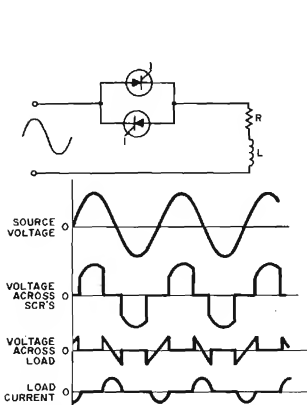 R
L
SOURCE
VOLTAGE
0
VOLTAGE
ACROSS
SCR'S
0
VOLTAGE
ACROSS
LOAD
0
LOAD
CURRENT
0